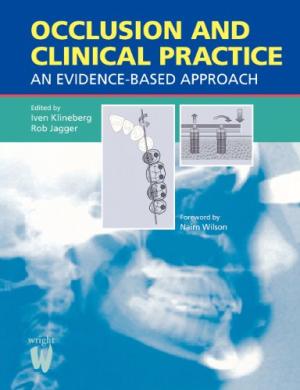 OCCLUSION AND
CLINICAL PRACTICE
AN EVIDENCE-BASED APPROACH
Edited by
Iven Klineberg
Rob Jagger
Foreword by
Nairn Wilson
wright
W